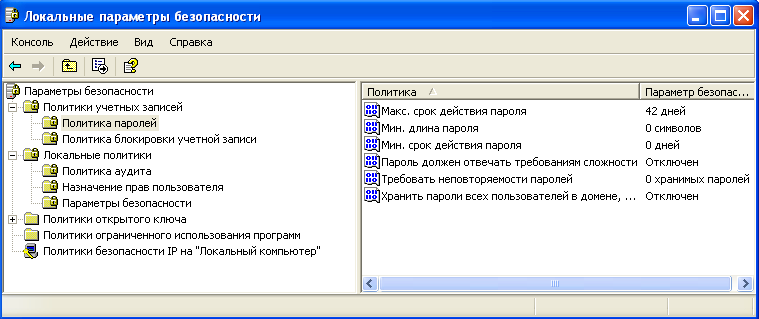 Локальные параметры безопасности
Консоль Действие Вид Справка
Параметры безопасности
Политики учетных записей
Политика паролей
Политика блокировки учетной записи
Локальные политики
Политика аудита
Назначение прав пользователя
Параметры безопасности
Политики открытого ключа
Политики ограниченного использования программ
Политики безопасности IP на "Локальный компьютер"
Политика Параметр безопас...
Макс. срок действия пароля 42 дней
Мин. длина пароля 0 символов
Мин. срок действия пароля 0 дней
Пароль должен отвечать требованиям сложности Отключен
Требовать неповторяемости паролей 0 хранимых паролей
Хранить пароли всех пользователей в домене, ... Отключен